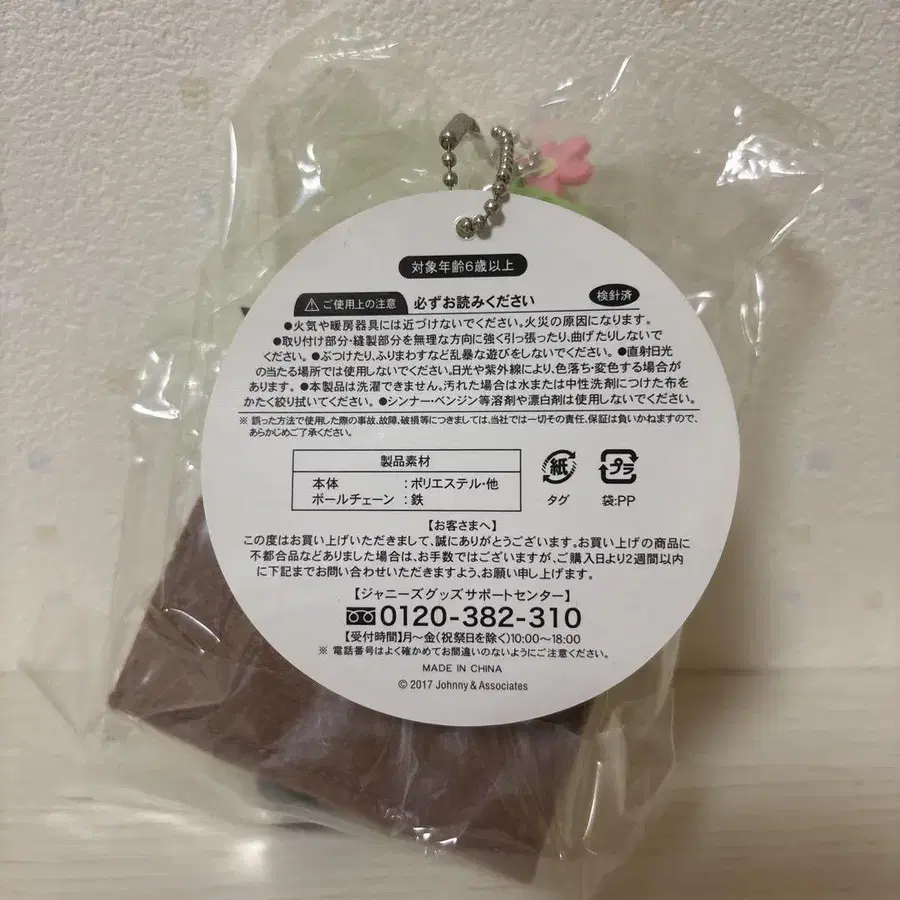 対象年齢6歳以上
ご使用上の注意 必ずお読みください 検針済
●火気や暖房器具には近づけないでください。火災の原因になります。
●取り付け部分・縫製部分を無理な方向に強く引っ張ったり、曲げたりしないで
ください。●ぶつけたり、ふりまわすなど乱暴な遊びをしないでください。●直射日光
の当たる場所では使用しないでください。日光や紫外線により、色落ち・変色する場合が
あります。●本製品は洗濯できません。汚れた場合は水または中性洗剤につけた布を
かたく絞り拭いてください。●シンナー・ベンジン等溶剤や漂白剤は使用しないでください。
※ 誤った方法で使用した際の事故、故障、破損等につきましては、当社では一切その責任、保証は負いかねますので、
あらかじめご了承ください。
製品素材
本体 :ポリエステル・他
ボールチェーン :鉄
紙
タグ
プラ
袋:PP
【お客さまへ】
この度はお買い上げいただきまして、誠にありがとうございます。お買い上げの商品に
不都合品などありました場合は、お手数ではございますが、ご購入日より2週間以内
に下記までお問い合わせいただきますよう、お願い申し上げます。
【ジャニーズグッズサポートセンター】
0120-382-310
【受付時間】月〜金(祝祭日を除く)10:00〜18:00
※ 電話番号はよく確かめてお間違いのないようにご注意ください。
MADE IN CHINA
© 2017 Johnny & Associates